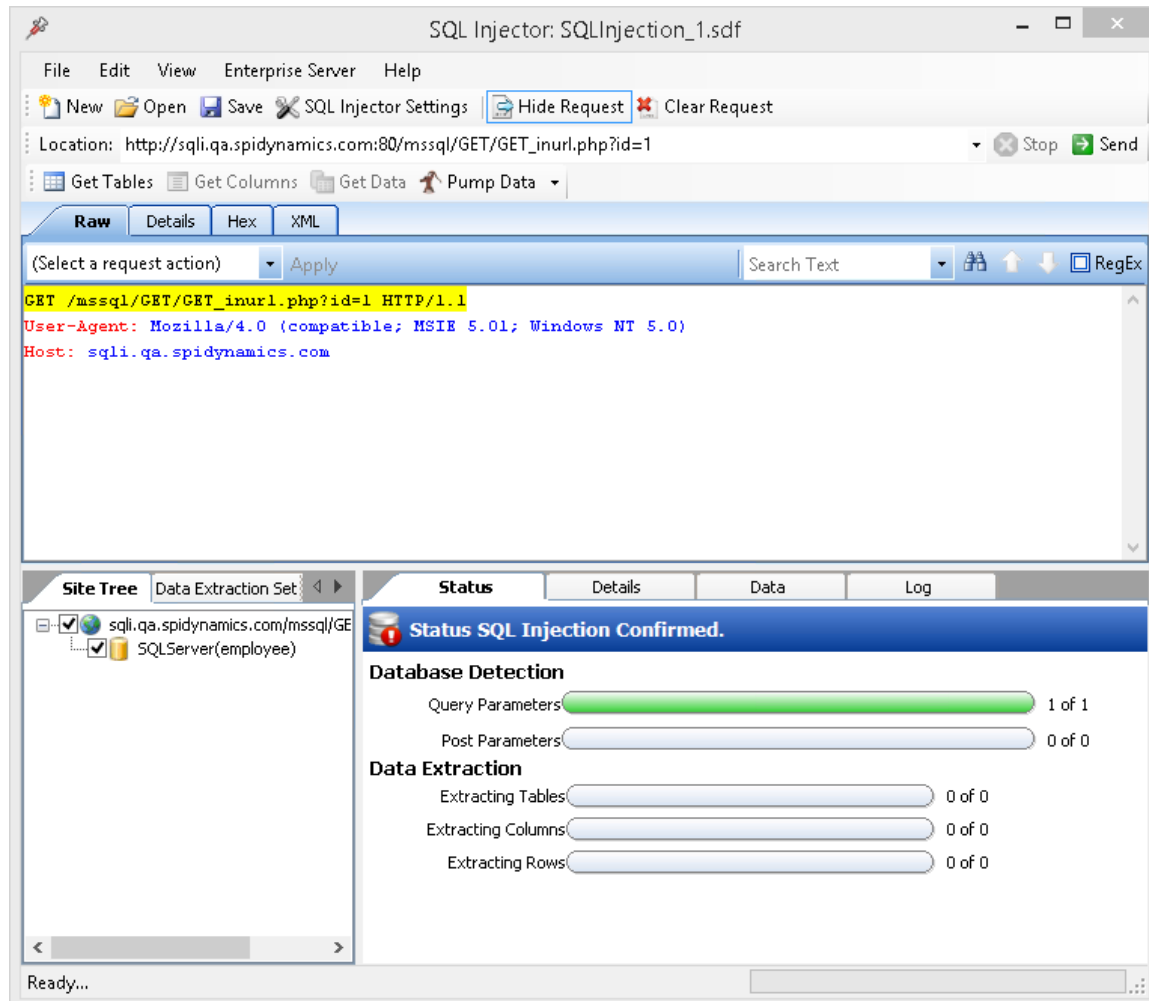 SQL Injector: SQLInjection_1.sdf
File Edit View Enterprise Server Help
New Open Save SQL Injector Settings Hide Request Clear Request
Location: http://sqli.qa.spidynamics.com:80/mssql/GET/GET_inurl.php?id=1 Stop Send
Get Tables Get Columns Get Data Pump Data
Raw Details Hex XML
(Select a request action) Apply Search Text RegEx
GET /mssql/GET/GET_inurl.php?id=1 HTTP/1.1
User-Agent: Mozilla/4.0 (compatible; MSIE 5.01; Windows NT 5.0)
Host: sqli.qa.spidynamics.com
Site Tree Data Extraction Set Status Details Data Log
sqli.qa.spidynamics.com/mssql/GE
SQLServer(employee)
Status SQL Injection Confirmed.
Database Detection
Query Parameters 1 of 1
Post Parameters 0 of 0
Data Extraction
Extracting Tables 0 of 0
Extracting Columns 0 of 0
Extracting Rows 0 of 0
Ready...